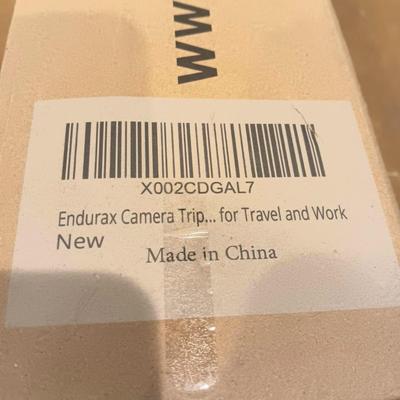 WW
X002CDGAL7
Endurax Camera Trip... for Travel and Work
New
Made in China